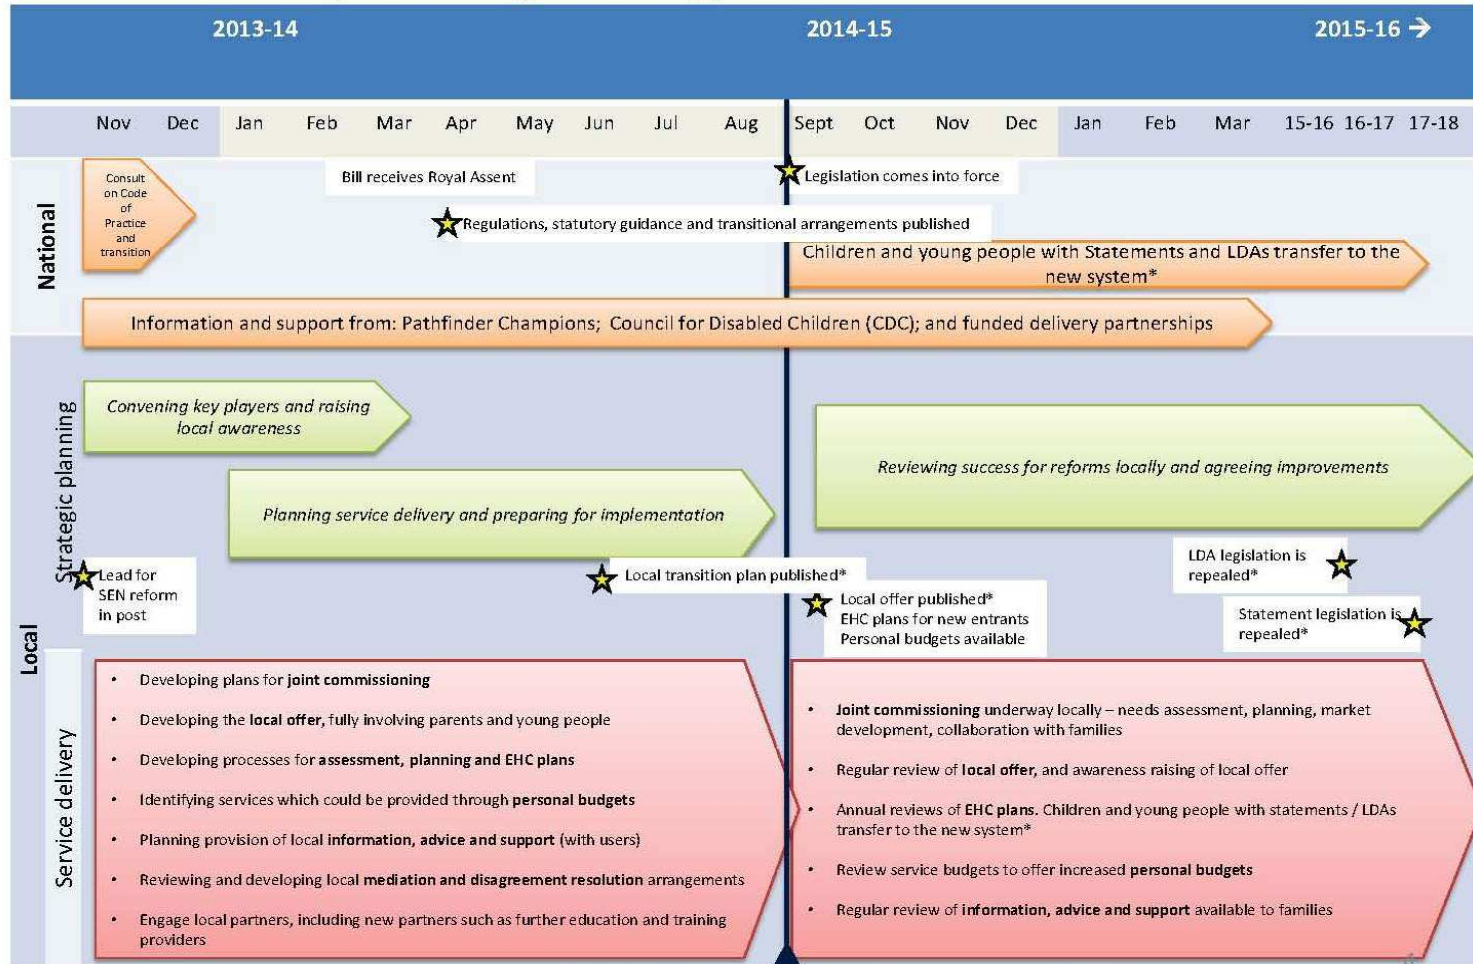 2013-14
2014-15
2015-16 →
Nov Dec Jan Feb Mar Apr May Jun Jul Aug Sept Oct Nov Dec Jan Feb Mar 15-16 16-17 17-18
National
Consult
on Code
of
Practice
and
transition
Bill receives Royal Assent
Legislation comes into force
Regulations, statutory guidance and transitional arrangements published
Children and young people with Statements and LDAs transfer to the
new system*
Information and support from: Pathfinder Champions; Council for Disabled Children (CDC); and funded delivery partnerships
Local
Strategic planning
Convening key players and raising
local awareness
Planning service delivery and preparing for implementation
Reviewing success for reforms locally and agreeing improvements
Lead for
SEN reform
in post
Local transition plan published*
Local offer published*
EHC plans for new entrants
Personal budgets available
LDA legislation is
repealed*
Statement legislation is
repealed*
Service delivery
• Developing plans for joint commissioning
• Developing the local offer, fully involving parents and young people
• Developing processes for assessment, planning and EHC plans
• Identifying services which could be provided through personal budgets
• Planning provision of local information, advice and support (with users)
• Reviewing and developing local mediation and disagreement resolution arrangements
• Engage local partners, including new partners such as further education and training
providers
• Joint commissioning underway locally – needs assessment, planning, market
development, collaboration with families
• Regular review of local offer, and awareness raising of local offer
• Annual reviews of EHC plans. Children and young people with statements / LDAs
transfer to the new system*
• Review service budgets to offer increased personal budgets
• Regular review of information, advice and support available to families